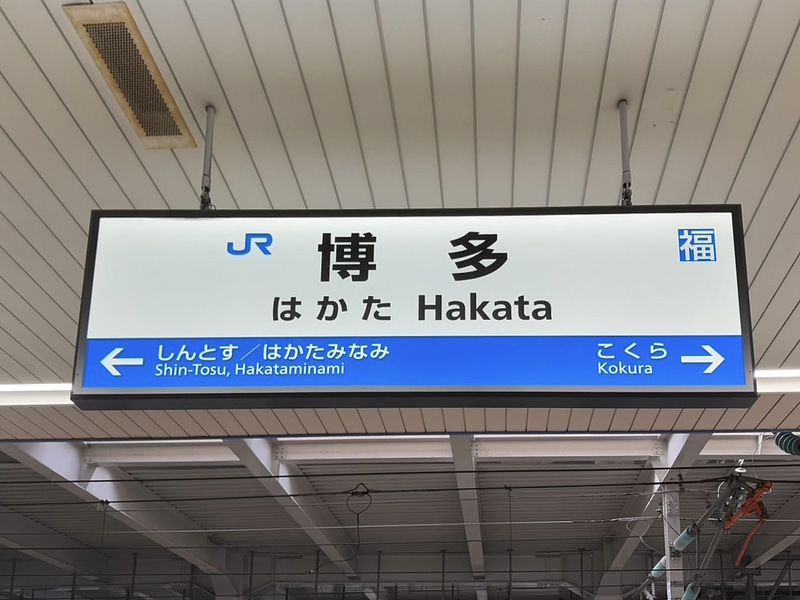 JR 博多 福
はかた Hakata
← しんとす／はかたみなみ こくら →
Shin-Tosu, Hakataminami Kokura